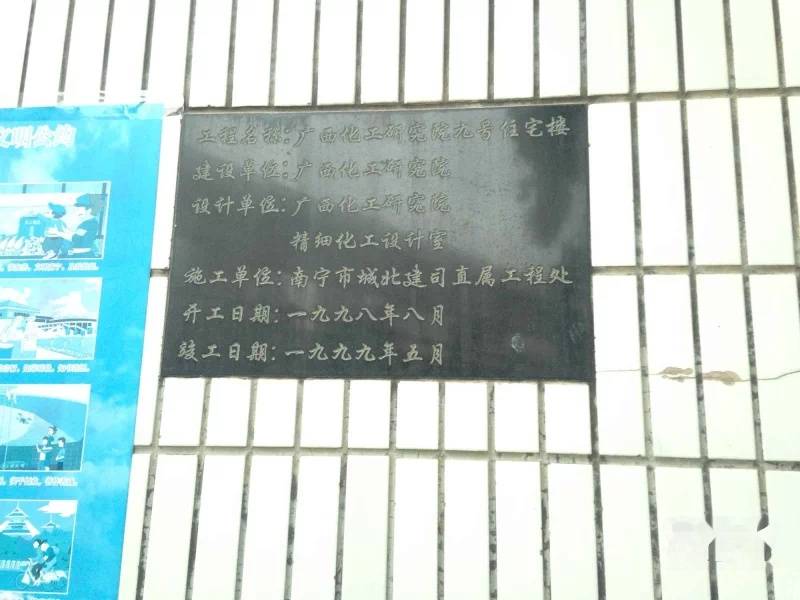 文明公约
工程名称：广西化工研究院九号住宅楼
建设单位：广西化工研究院
设计单位：广西化工研究院
精细化工设计室
施工单位：南宁市城北建司直属工程处
开工日期：一九九八年八月
竣工日期：一九九九年五月